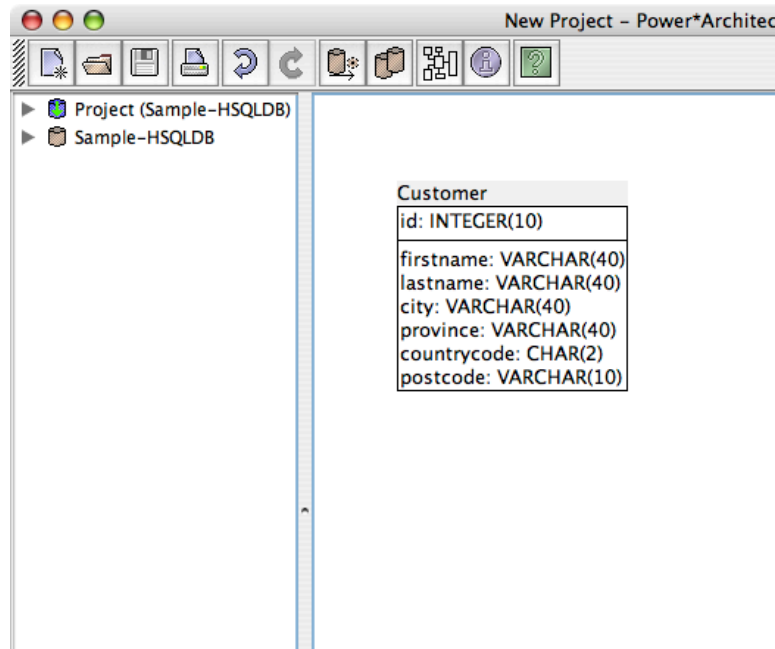 New Project – Power*Architec
Project (Sample-HSQLDB)
Sample-HSQLDB
Customer
id: INTEGER(10)
firstname: VARCHAR(40)
lastname: VARCHAR(40)
city: VARCHAR(40)
province: VARCHAR(40)
countrycode: CHAR(2)
postcode: VARCHAR(10)